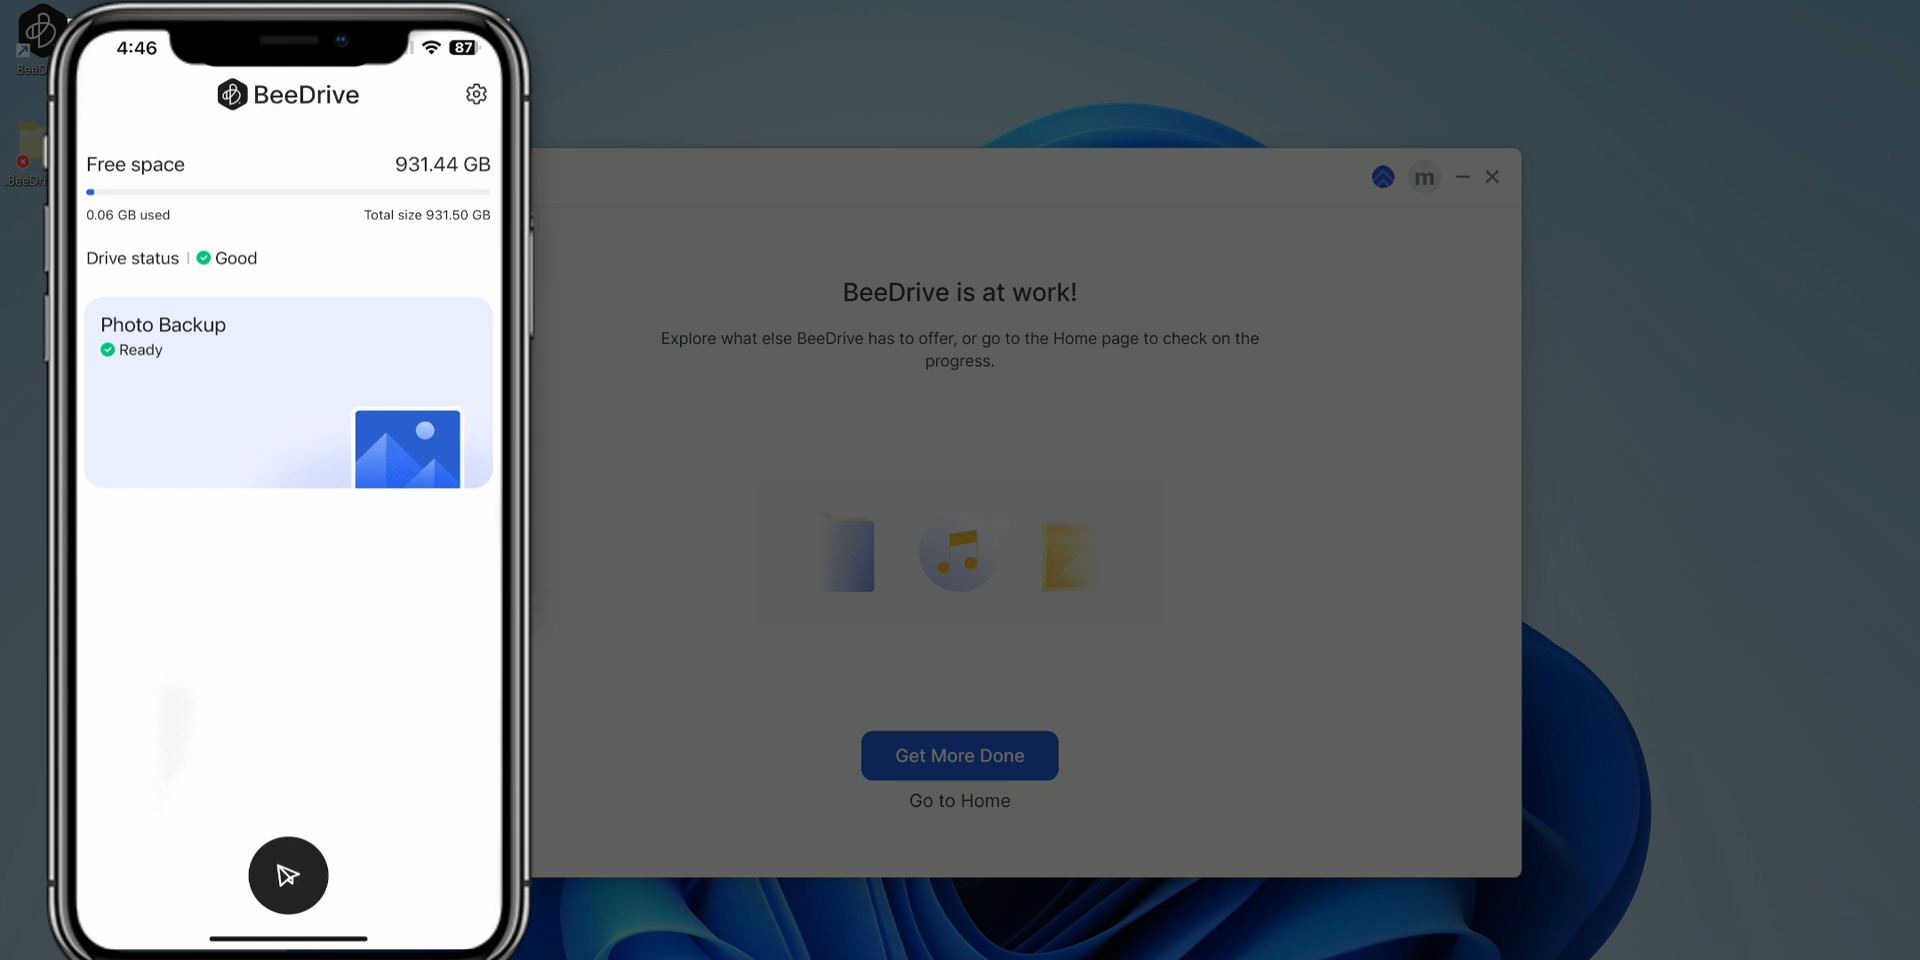 4:46
87
BeeDrive
Free space
931.44 GB
0.06 GB used
Total size 931.50 GB
Drive status
Good
Photo Backup
Ready
m
BeeDrive is at work!
Explore what else BeeDrive has to offer, or go to the Home page to check on the
progress.
Get More Done
Go to Home